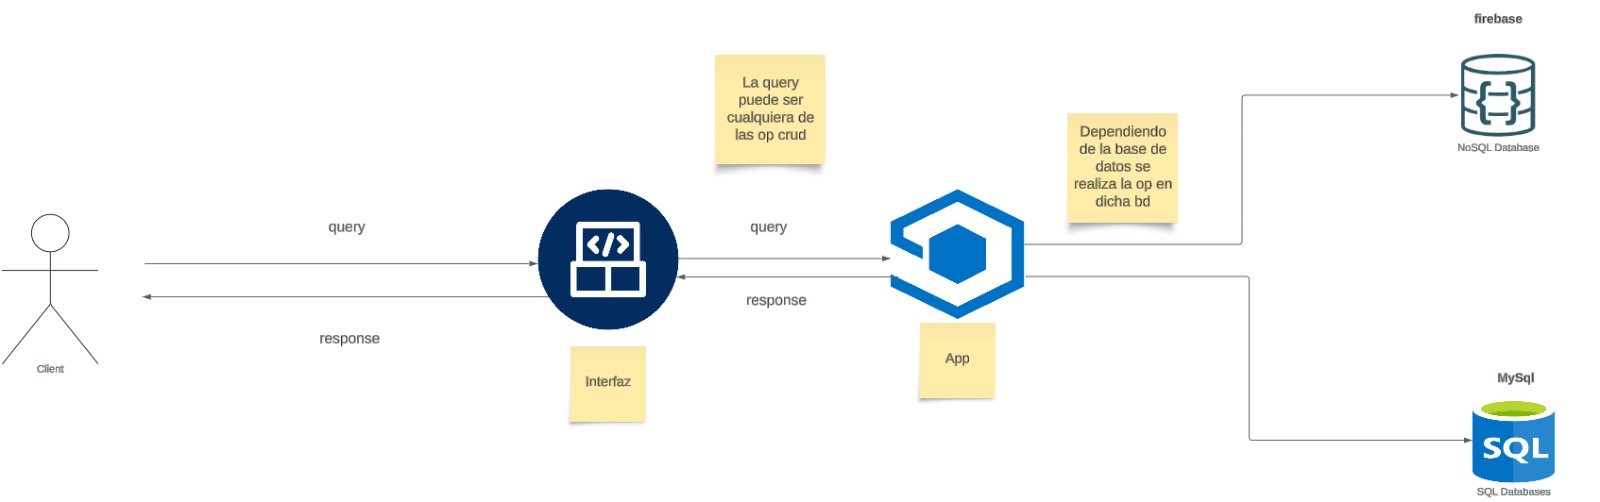 firebase
NoSQL Database
La query
puede ser
cualquiera de
las op crud
Dependiendo
de la base de
datos se
realiza la op en
dicha bd
query
query
</>
{}
response
response
Client
Interfaz
App
MySql
SQL
SQL Databases